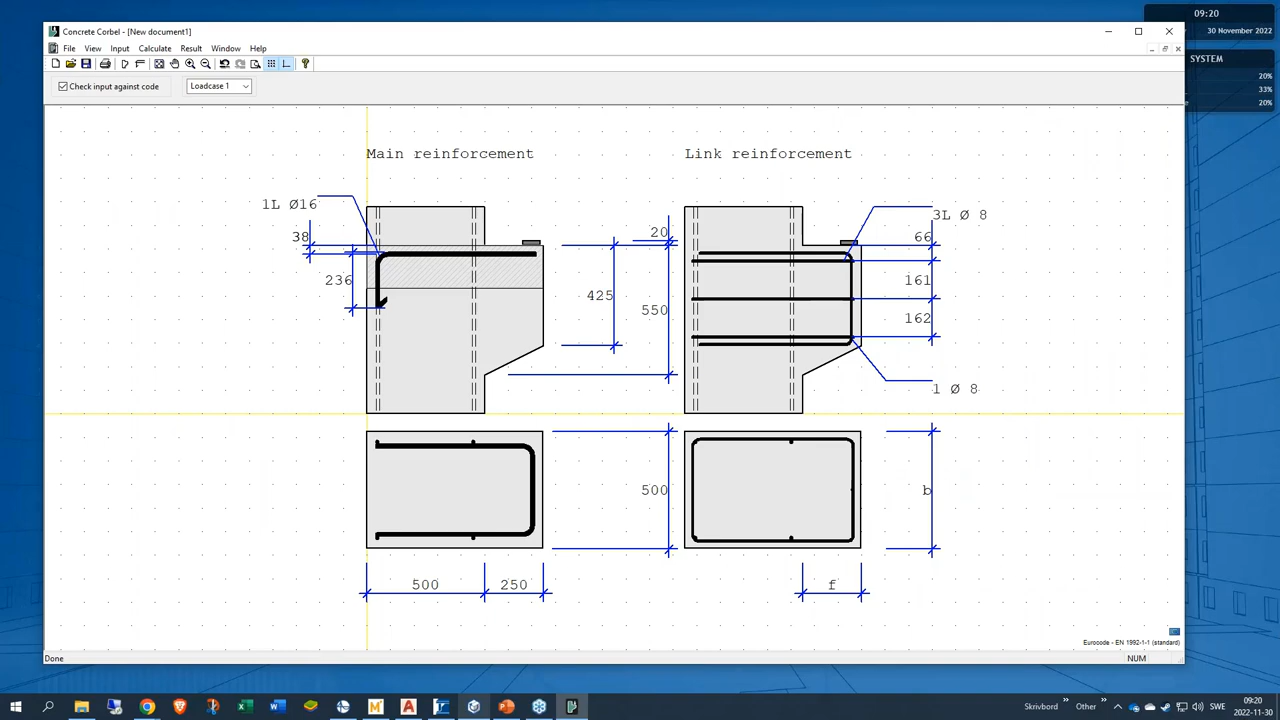 09:20
30 November 2022
SYSTEM
20%
33%
20%
Concrete Corbel - [New document1]
File View Input Calculate Result Window Help
Check input against code
Loadcase 1
Main reinforcement
Link reinforcement
1L Ø16
38
236
425
20
550
3L Ø 8
66
161
162
1 Ø 8
500
b
500
250
f
Eurocode - EN 1992-1-1 (standard)
Done
NUM
Skrivbord
Other
SWE
09:20
2022-11-30